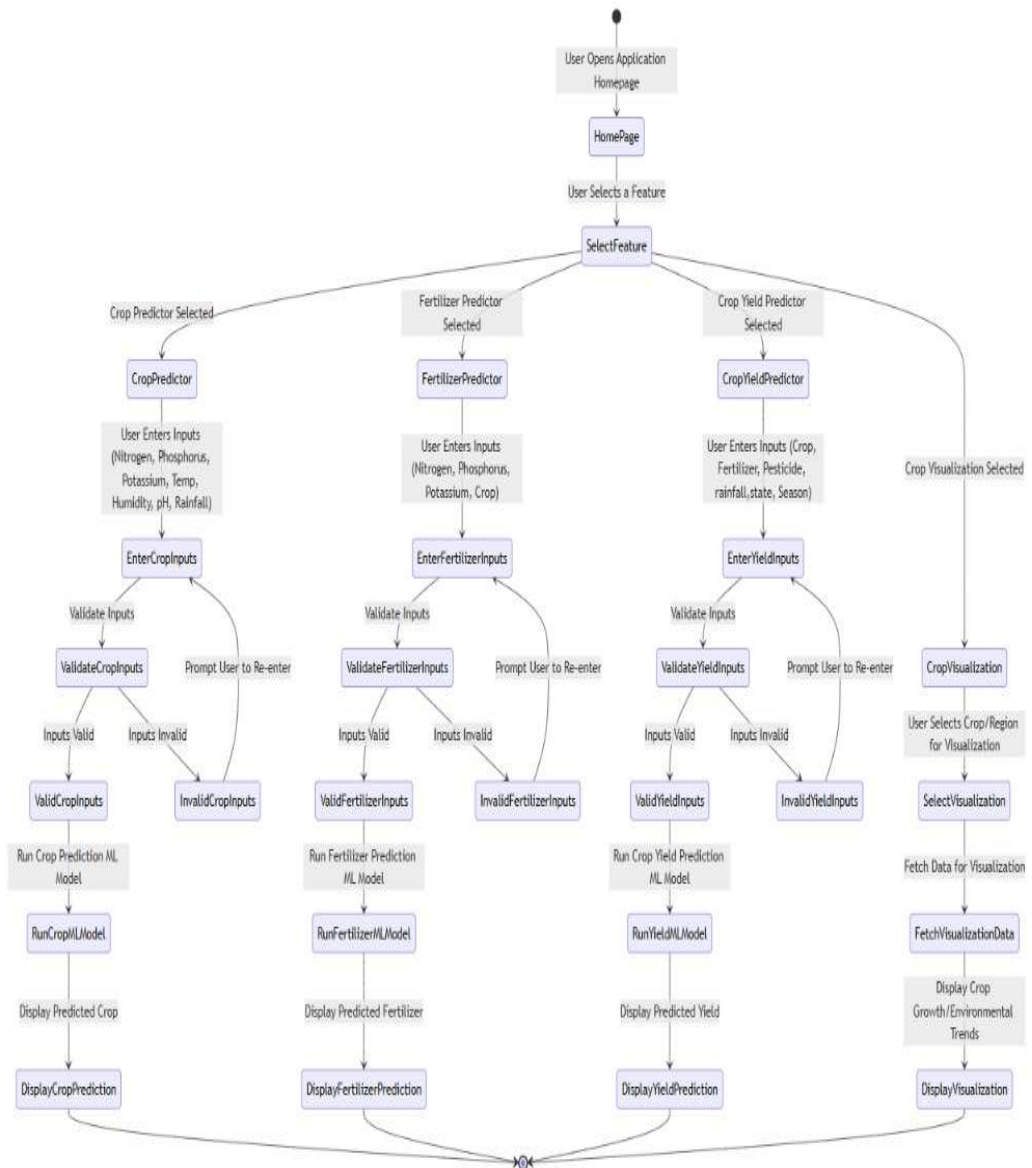 User Opens Application
Homepage
HomePage
User Selects a Feature
SelectFeature
Crop Predictor Selected
Fertilizer Predictor
Selected
Crop Yield Predictor
Selected
CropPredictor
FertilizerPredictor
CropYieldPredictor
User Enters Inputs
(Nitrogen, Phosphorus,
Potassium, Temp,
Humidity, pH, Rainfall)
User Enters Inputs
(Nitrogen, Phosphorus,
Potassium, Crop)
User Enters Inputs (Crop,
Fertilizer, Pesticide,
rainfall,state, Season)
Crop Visualization Selected
EnterCropInputs
EnterFertilizerInputs
EnterYieldInputs
Validate Inputs
Validate Inputs
Validate Inputs
ValidateCropInputs
Prompt User to Re-enter
ValidateFertilizerInputs
Prompt User to Re-enter
ValidateYieldInputs
Prompt User to Re-enter
CropVisualization
Inputs Valid
Inputs Invalid
Inputs Valid
Inputs Invalid
Inputs Valid
Inputs Invalid
User Selects Crop/Region
for Visualization
ValidCropInputs
InvalidCropInputs
ValidFertilizerInputs
InvalidFertilizerInputs
ValidYieldInputs
InvalidYieldInputs
SelectVisualization
Run Crop Prediction ML
Model
Run Fertilizer Prediction
ML Model
Run Crop Yield Prediction
ML Model
Fetch Data for Visualization
RunCropMLModel
RunFertilizerMLModel
RunYieldMLModel
FetchVisualizationData
Display Predicted Crop
Display Predicted Fertilizer
Display Predicted Yield
Display Crop
Growth/Environmental
Trends
DisplayCropPrediction
DisplayFertilizerPrediction
DisplayYieldPrediction
DisplayVisualization